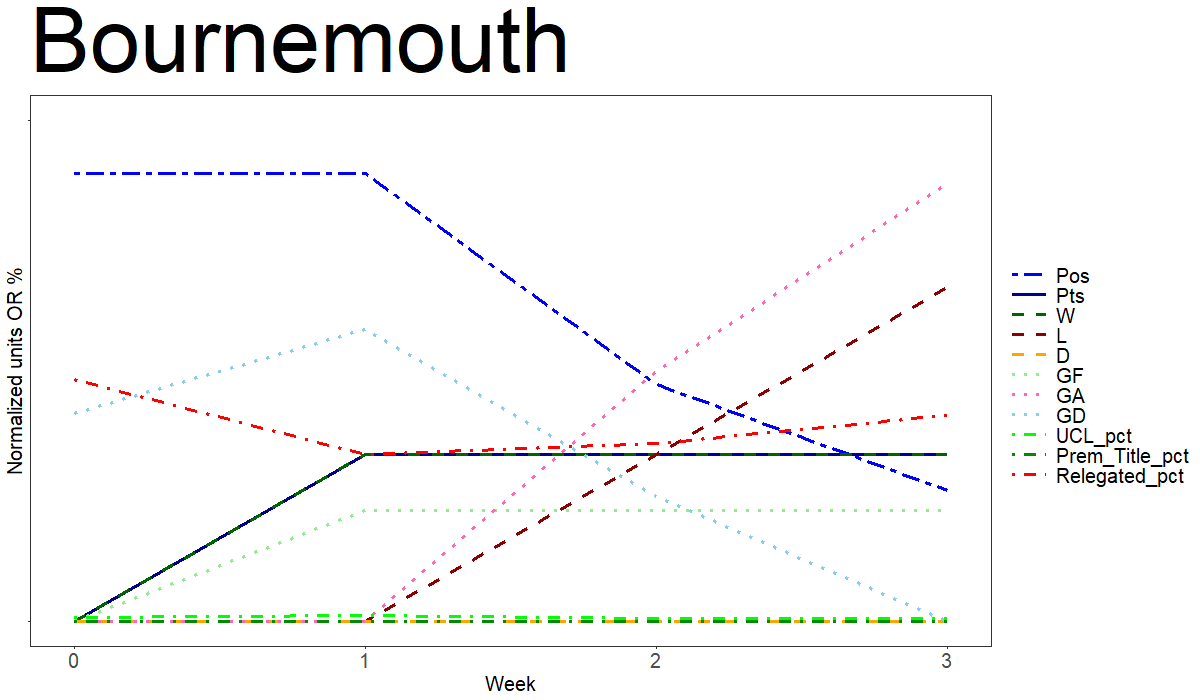 Bournemouth
Normalized units OR %
Pos
Pts
W
L
D
GF
GA
GD
UCL_pct
Prem_Title_pct
Relegated_pct
0 1 2 3
Week